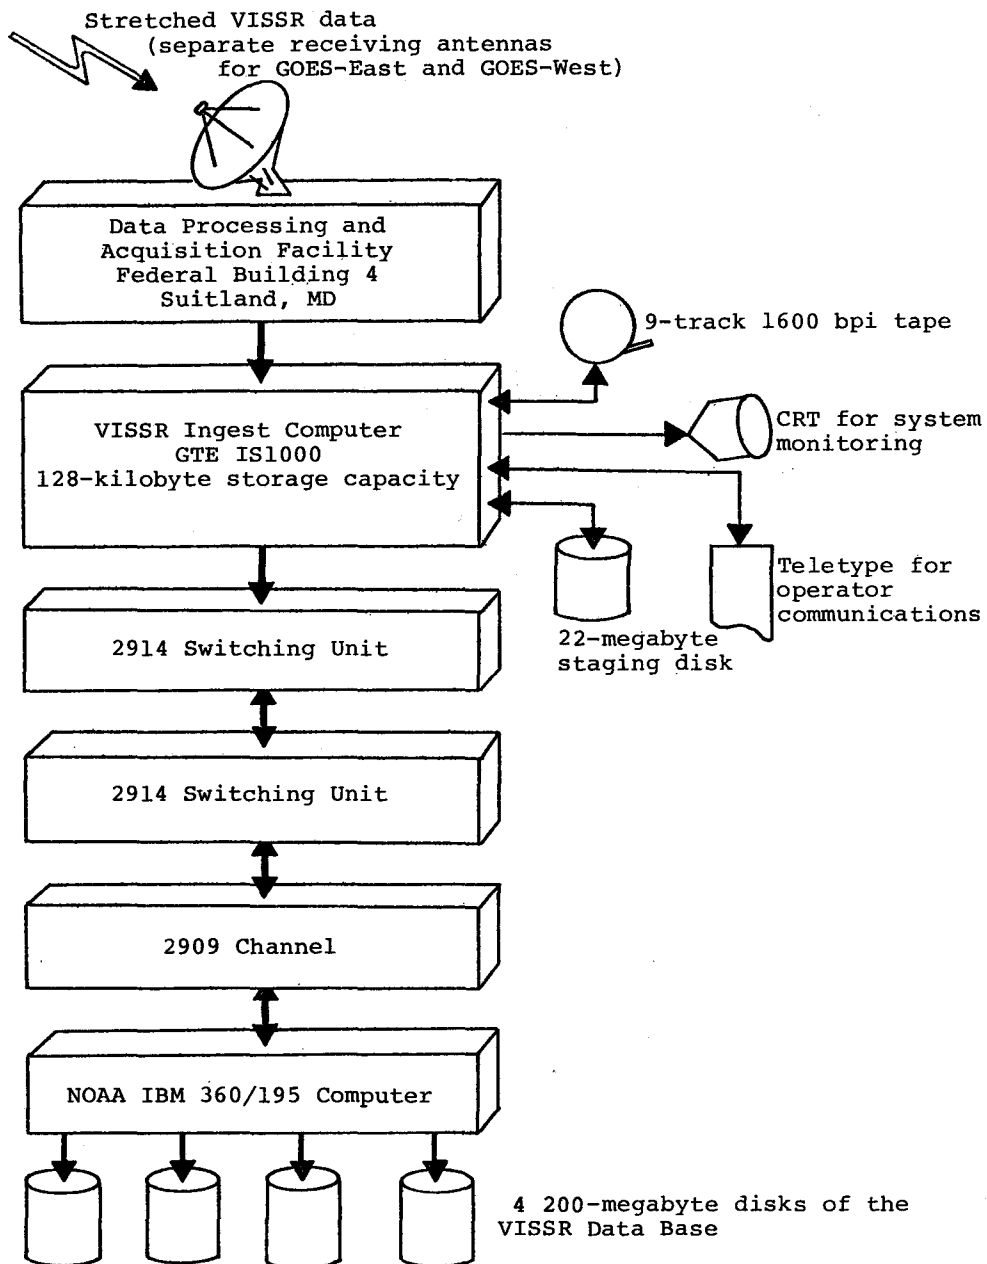 Stretched VISSR data
(separate receiving antennas
for GOES-East and GOES-West)
Data Processing and
Acquisition Facility
Federal Building 4
Suitland, MD
9-track 1600 bpi tape
VISSR Ingest Computer
GTE IS1000
128-kilobyte storage capacity
CRT for system
monitoring
Teletype for
operator
communications
22-megabyte
staging disk
2914 Switching Unit
2914 Switching Unit
2909 Channel
NOAA IBM 360/195 Computer
4 200-megabyte disks of the
VISSR Data Base